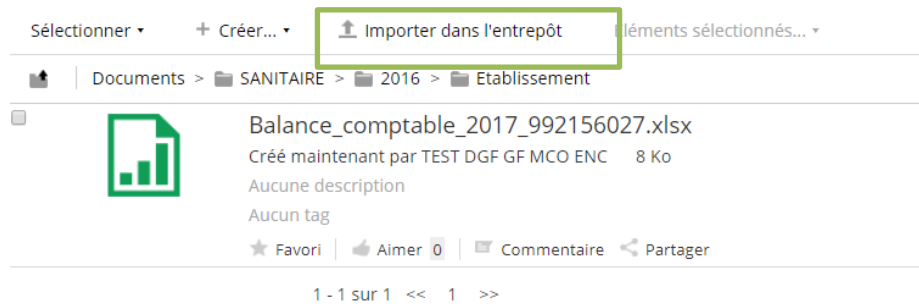 Sélectionner ▾ + Créer... ▾ Importer dans l'entrepôt Eléments sélectionnés... ▾
Documents > SANITAIRE > 2016 > Etablissement
Balance_comptable_2017_992156027.xlsx
Créé maintenant par TEST DGF GF MCO ENC 8 Ko
Aucune description
Aucun tag
Favori Aimer 0 Commentaire Partager
1 - 1 sur 1 << 1 >>